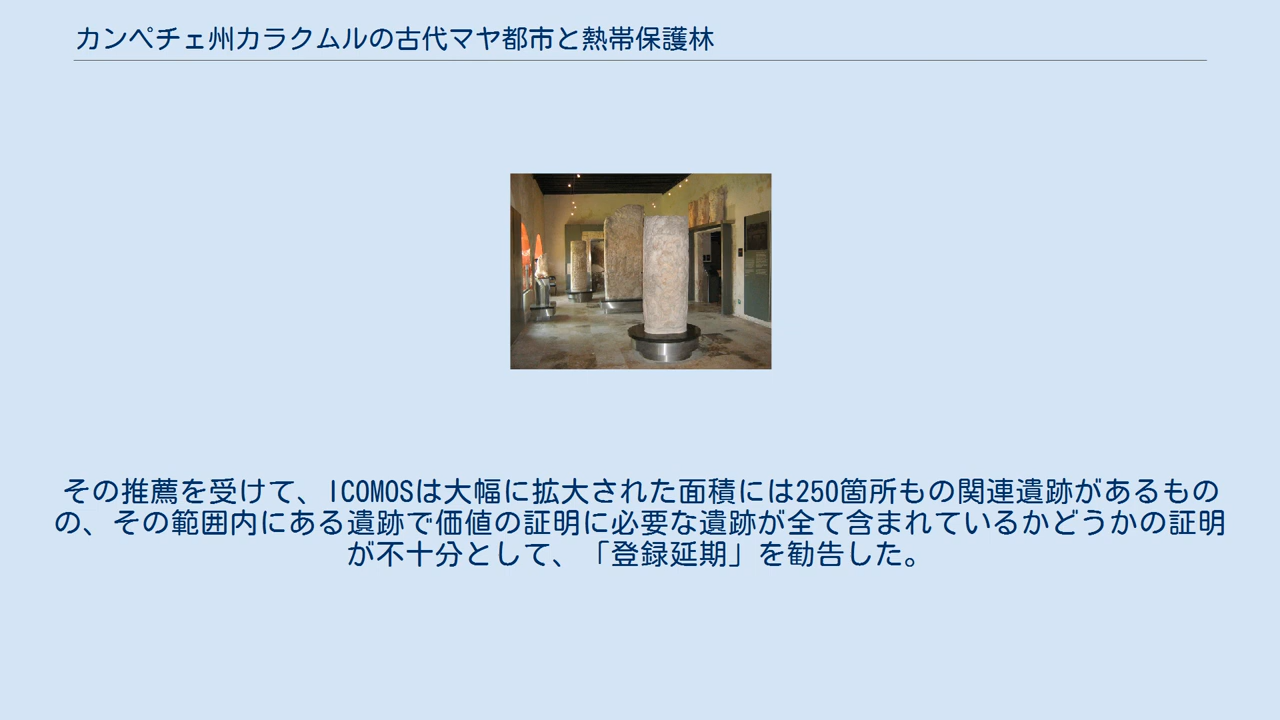 カンペチェ州カラクムルの古代マヤ都市と熱帯保護林
その推薦を受けて、ICOMOSは大幅に拡大された面積には250箇所もの関連遺跡があるもの
の、その範囲内にある遺跡で価値の証明に必要な遺跡が全て含まれているかどうかの証明
が不十分として、「登録延期」を勧告した。